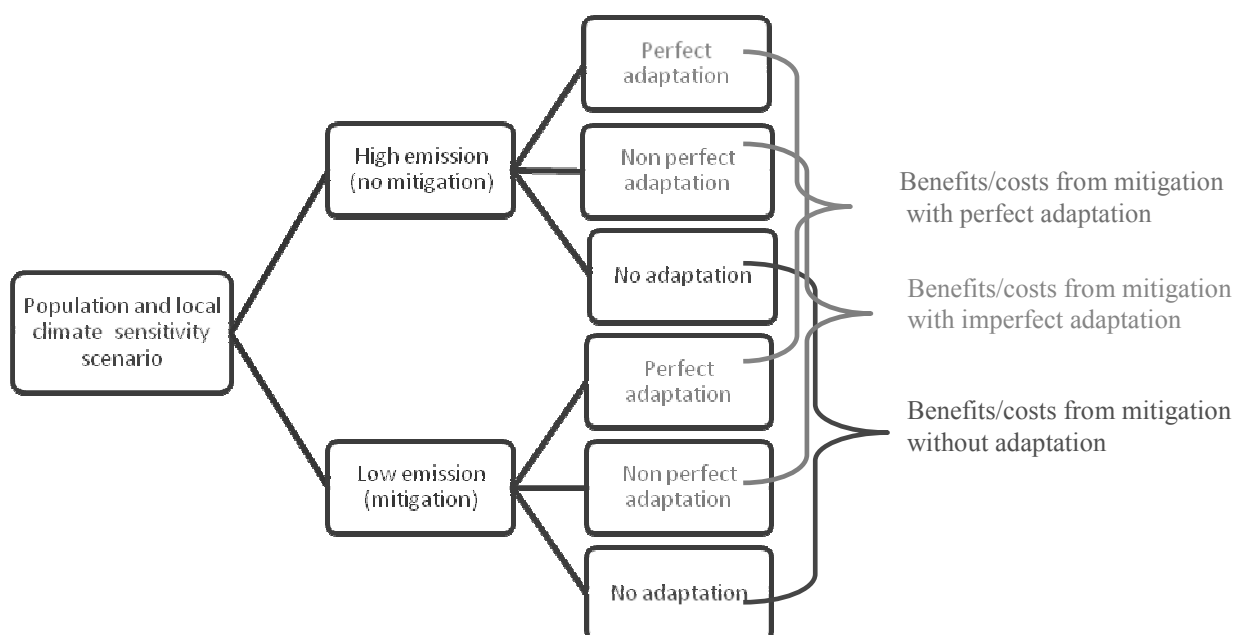 Population and local
climate sensitivity
scenario
High emission
(no mitigation)
Low emission
(mitigation)
Perfect
adaptation
Non perfect
adaptation
No adaptation
Perfect
adaptation
Non perfect
adaptation
No adaptation
Benefits/costs from mitigation
with perfect adaptation
Benefits/costs from mitigation
with imperfect adaptation
Benefits/costs from mitigation
without adaptation